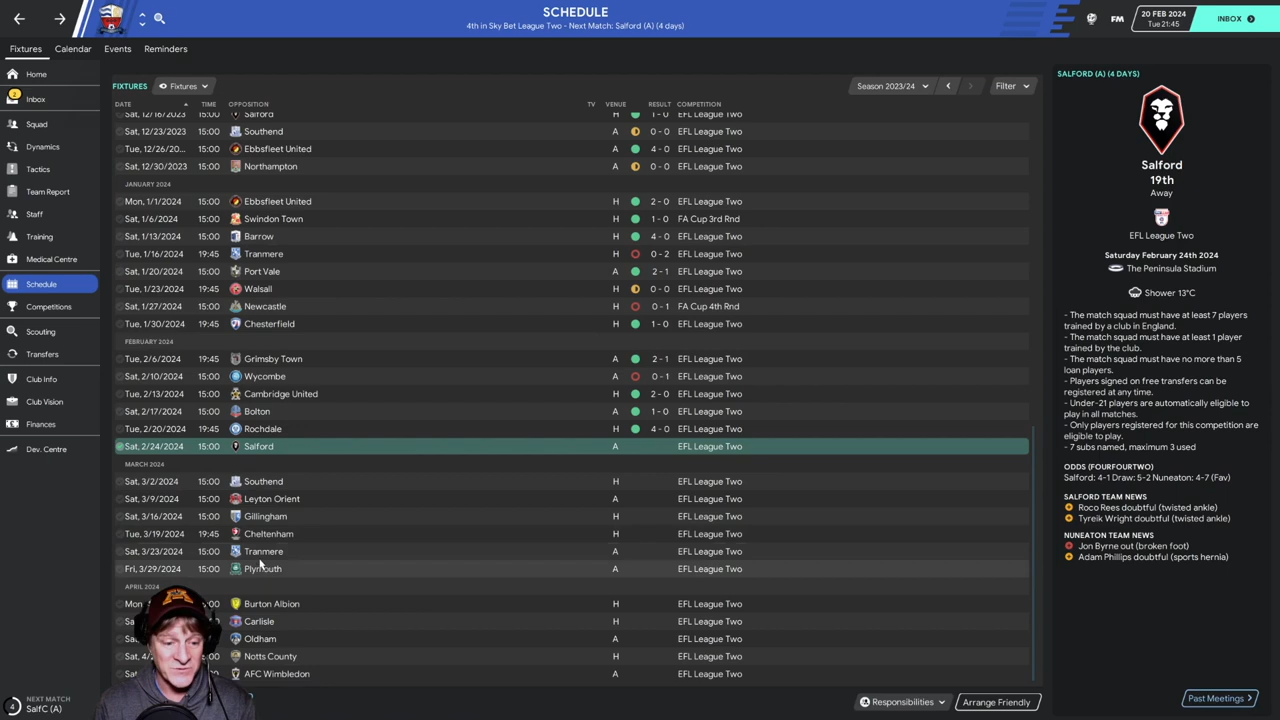 SCHEDULE
4th in Sky Bet League Two - Next Match: Salford (A) (4 days)
FM
20 FEB 2024
Tue 21:45
INBOX
Fixtures Calendar Events Reminders
Home
2
Inbox
Squad
Dynamics
Tactics
Team Report
Staff
Training
Medical Centre
Schedule
Competitions
Scouting
Transfers
Club Info
Club Vision
Finances
Dev. Centre
4
NEXT MATCH
SalfC (A)
FIXTURES Fixtures Season 2023/24 Filter
DATE TIME OPPOSITION TV VENUE RESULT COMPETITION
Sat, 12/16/2023 15:00 Salford H 1 - 0 EFL League Two
Sat, 12/23/2023 15:00 Southend A 0 - 0 EFL League Two
Tue, 12/26/20... 15:00 Ebbsfleet United A 4 - 0 EFL League Two
Sat, 12/30/2023 15:00 Northampton A 0 - 0 EFL League Two
JANUARY 2024
Mon, 1/1/2024 15:00 Ebbsfleet United H 2 - 0 EFL League Two
Sat, 1/6/2024 15:00 Swindon Town H 1 - 0 FA Cup 3rd Rnd
Sat, 1/13/2024 15:00 Barrow H 4 - 0 EFL League Two
Tue, 1/16/2024 19:45 Tranmere H 0 - 2 EFL League Two
Sat, 1/20/2024 15:00 Port Vale A 2 - 1 EFL League Two
Tue, 1/23/2024 19:45 Walsall H 0 - 0 EFL League Two
Sat, 1/27/2024 15:00 Newcastle H 0 - 1 FA Cup 4th Rnd
Tue, 1/30/2024 19:45 Chesterfield H 1 - 0 EFL League Two
FEBRUARY 2024
Tue, 2/6/2024 19:45 Grimsby Town A 2 - 1 EFL League Two
Sat, 2/10/2024 15:00 Wycombe A 0 - 1 EFL League Two
Tue, 2/13/2024 19:45 Cambridge United H 2 - 0 EFL League Two
Sat, 2/17/2024 15:00 Bolton A 1 - 0 EFL League Two
Tue, 2/20/2024 19:45 Rochdale H 4 - 0 EFL League Two
Sat, 2/24/2024 15:00 Salford A EFL League Two
MARCH 2024
Sat, 3/2/2024 15:00 Southend H EFL League Two
Sat, 3/9/2024 15:00 Leyton Orient A EFL League Two
Sat, 3/16/2024 15:00 Gillingham H EFL League Two
Tue, 3/19/2024 19:45 Cheltenham H EFL League Two
Sat, 3/23/2024 15:00 Tranmere A EFL League Two
Fri, 3/29/2024 15:00 Plymouth A EFL League Two
APRIL 2024
Mon, Burton Albion H EFL League Two
Carlisle H EFL League Two
Oldham A EFL League Two
Sat, 4/ :00 Notts County H EFL League Two
AFC Wimbledon A EFL League Two
Responsibilities Arrange Friendly
SALFORD (A) (4 DAYS)
Salford
19th
Away
EFL League Two
Saturday February 24th 2024
The Peninsula Stadium
Shower 13°C
- The match squad must have at least 7 players
trained by a club in England.
- The match squad must have at least 1 player
trained by the club.
- The match squad must have no more than 5
loan players.
- Players signed on free transfers can be
registered at any time.
- Under-21 players are automatically eligible to
play in all matches.
- Only players registered for this competition are
eligible to play.
- 7 subs named, maximum 3 used
ODDS (FOURFOURTWO)
Salford: 4-1 Draw: 5-2 Nuneaton: 4-7 (Fav)
SALFORD TEAM NEWS
Roco Rees doubtful (twisted ankle)
Tyreik Wright doubtful (twisted ankle)
NUNEATON TEAM NEWS
Jon Byrne out (broken foot)
Adam Phillips doubtful (sports hernia)
Past Meetings